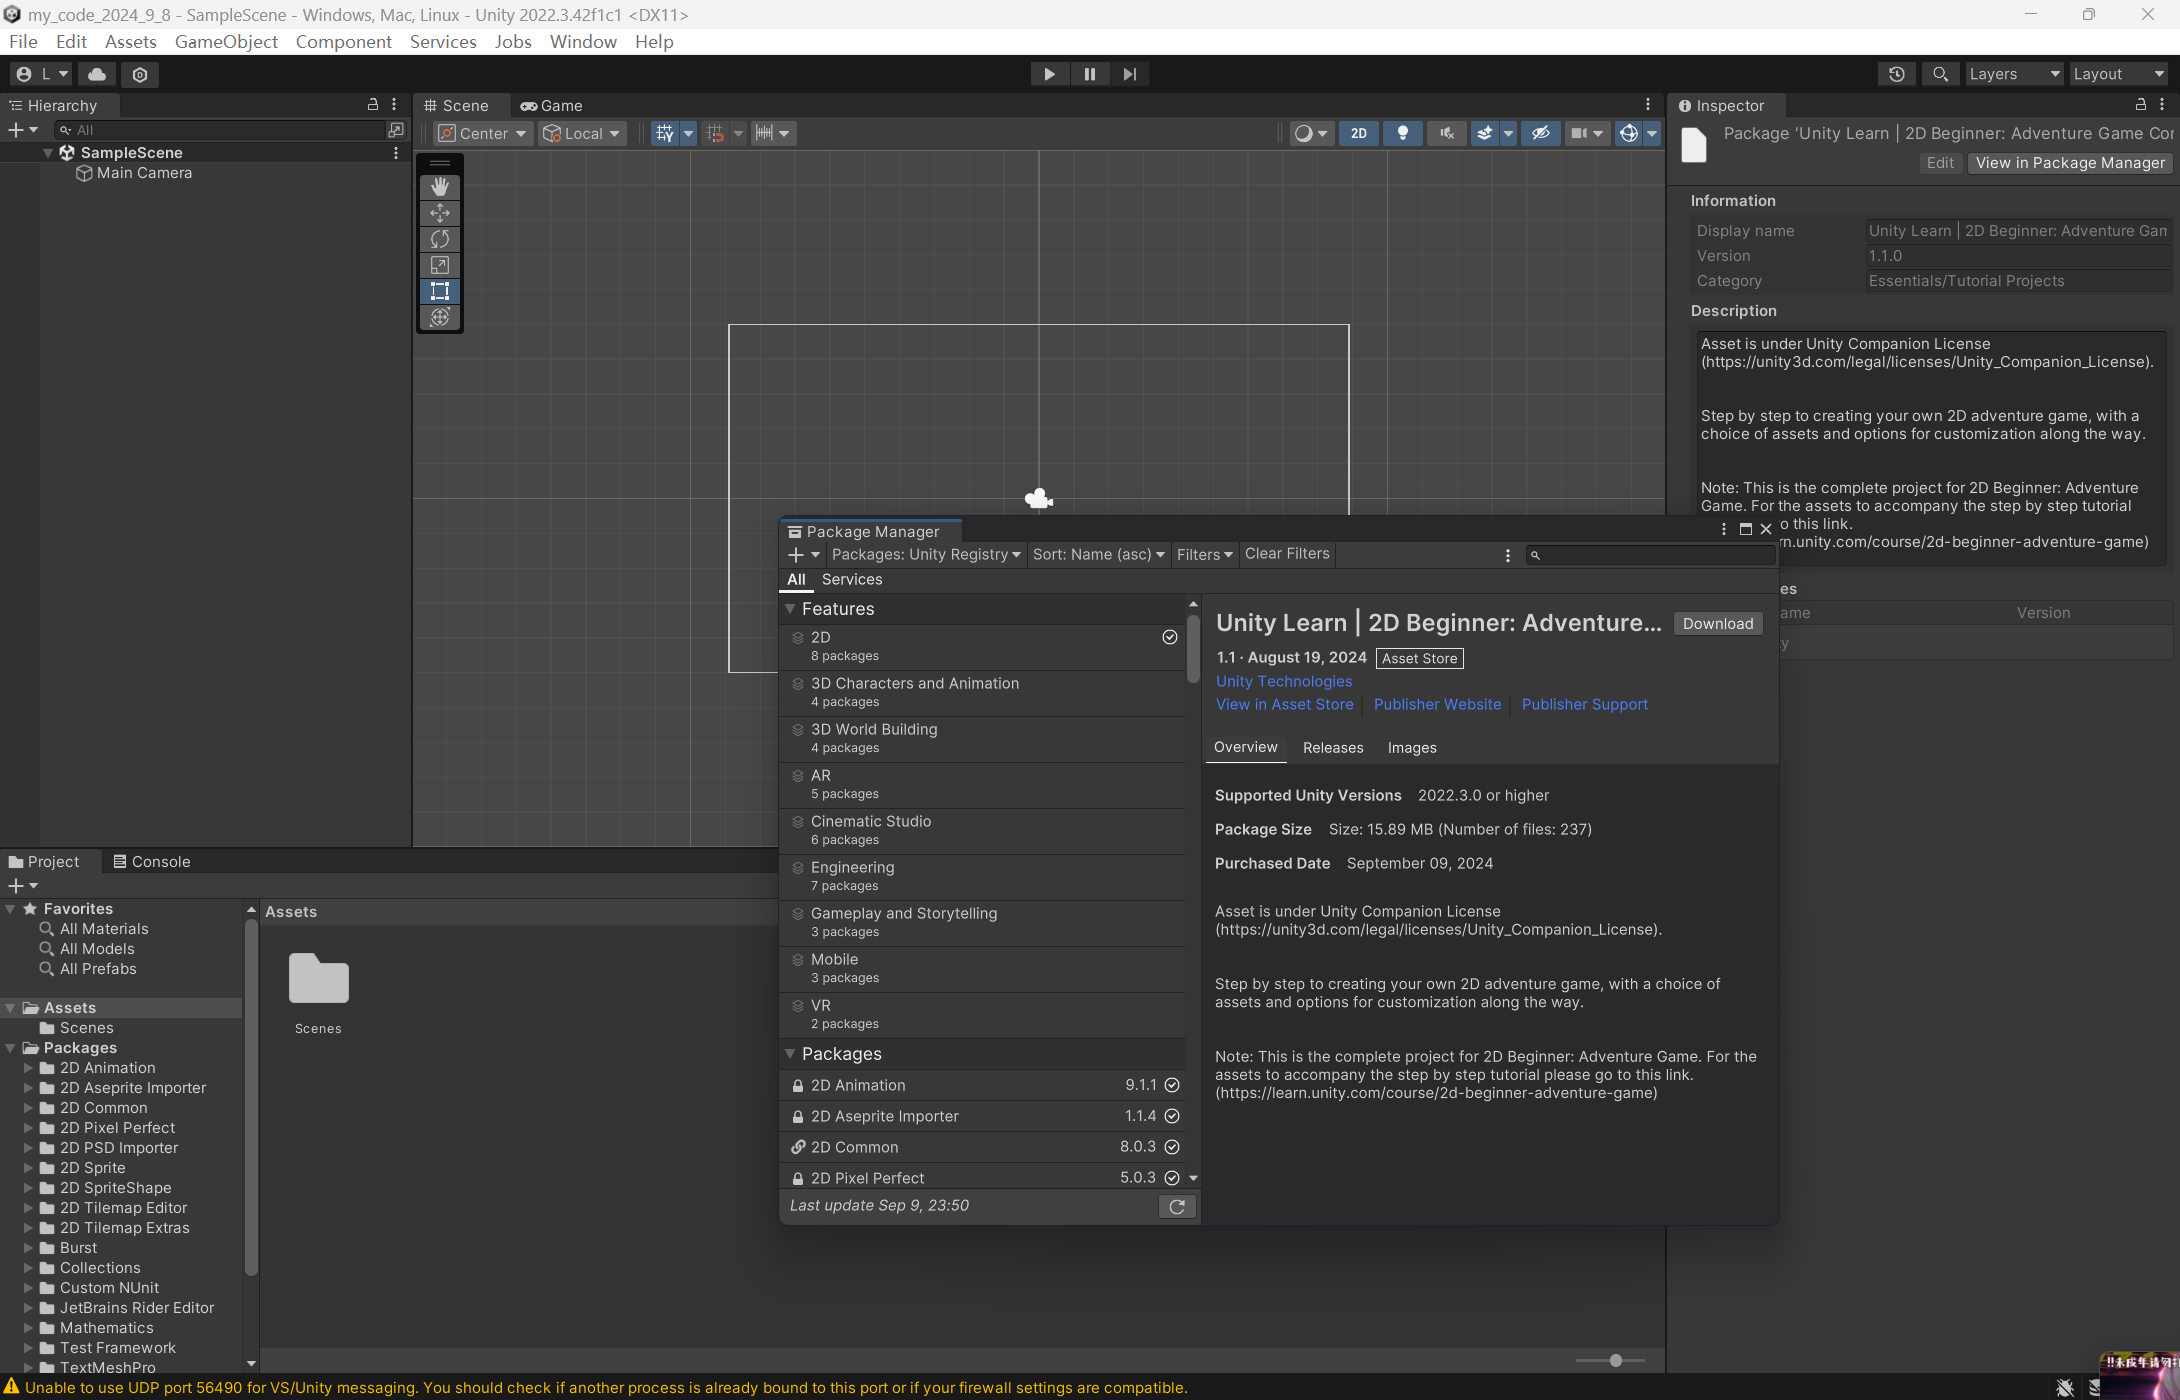 my_code_2024_9_8 - SampleScene - Windows, Mac, Linux - Unity 2022.3.42f1c1 <DX11>
File Edit Assets GameObject Component Services Jobs Window Help
L
Layers
Layout
Hierarchy
All
SampleScene
Main Camera
Scene
Game
Center
Local
2D
Inspector
Package 'Unity Learn | 2D Beginner: Adventure Game Cor
Edit
View in Package Manager
Information
Display name Unity Learn | 2D Beginner: Adventure Gam
Version 1.1.0
Category Essentials/Tutorial Projects
Description
Asset is under Unity Companion License
(https://unity3d.com/legal/licenses/Unity_Companion_License).
Step by step to creating your own 2D adventure game, with a
choice of assets and options for customization along the way.
Note: This is the complete project for 2D Beginner: Adventure
Game. For the assets to accompany the step by step tutorial
o this link.
rn.unity.com/course/2d-beginner-adventure-game)
es
ame Version
y
Package Manager
Packages: Unity Registry
Sort: Name (asc)
Filters
Clear Filters
All Services
Features
2D
8 packages
3D Characters and Animation
4 packages
3D World Building
4 packages
AR
5 packages
Cinematic Studio
6 packages
Engineering
7 packages
Gameplay and Storytelling
3 packages
Mobile
3 packages
VR
2 packages
Packages
2D Animation 9.1.1
2D Aseprite Importer 1.1.4
2D Common 8.0.3
2D Pixel Perfect 5.0.3
Last update Sep 9, 23:50
Unity Learn | 2D Beginner: Adventure...
Download
1.1 · August 19, 2024 Asset Store
Unity Technologies
View in Asset Store Publisher Website Publisher Support
Overview Releases Images
Supported Unity Versions 2022.3.0 or higher
Package Size Size: 15.89 MB (Number of files: 237)
Purchased Date September 09, 2024
Asset is under Unity Companion License
(https://unity3d.com/legal/licenses/Unity_Companion_License).
Step by step to creating your own 2D adventure game, with a choice of
assets and options for customization along the way.
Note: This is the complete project for 2D Beginner: Adventure Game. For the
assets to accompany the step by step tutorial please go to this link.
(https://learn.unity.com/course/2d-beginner-adventure-game)
Project
Console
Favorites
All Materials
All Models
All Prefabs
Assets
Scenes
Packages
2D Animation
2D Aseprite Importer
2D Common
2D Pixel Perfect
2D PSD Importer
2D Sprite
2D SpriteShape
2D Tilemap Editor
2D Tilemap Extras
Burst
Collections
Custom NUnit
JetBrains Rider Editor
Mathematics
Test Framework
TextMeshPro
Assets
Scenes
Unable to use UDP port 56490 for VS/Unity messaging. You should check if another process is already bound to this port or if your firewall settings are compatible.
!!未成年请勿